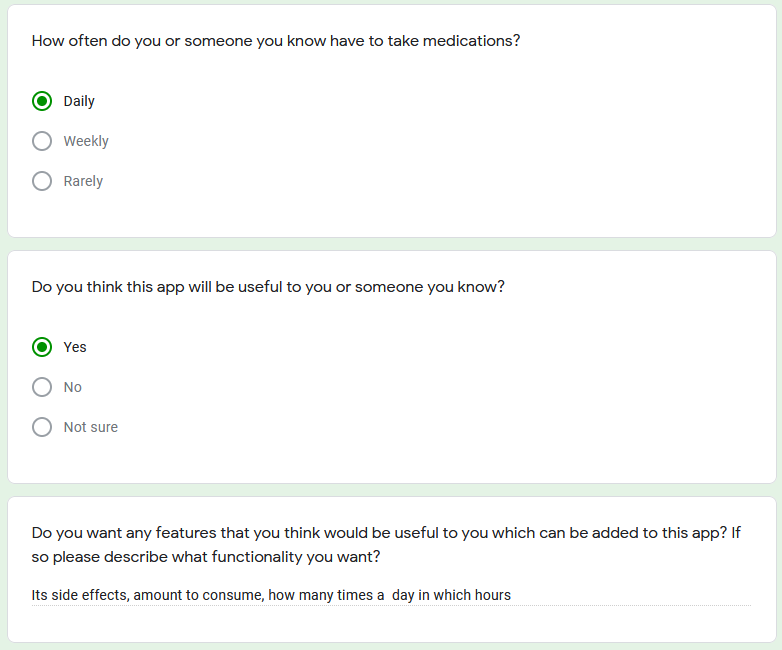 How often do you or someone you know have to take medications?
Daily
Weekly
Rarely
Do you think this app will be useful to you or someone you know?
Yes
No
Not sure
Do you want any features that you think would be useful to you which can be added to this app? If
so please describe what functionality you want?
Its side effects, amount to consume, how many times a  day in which hours